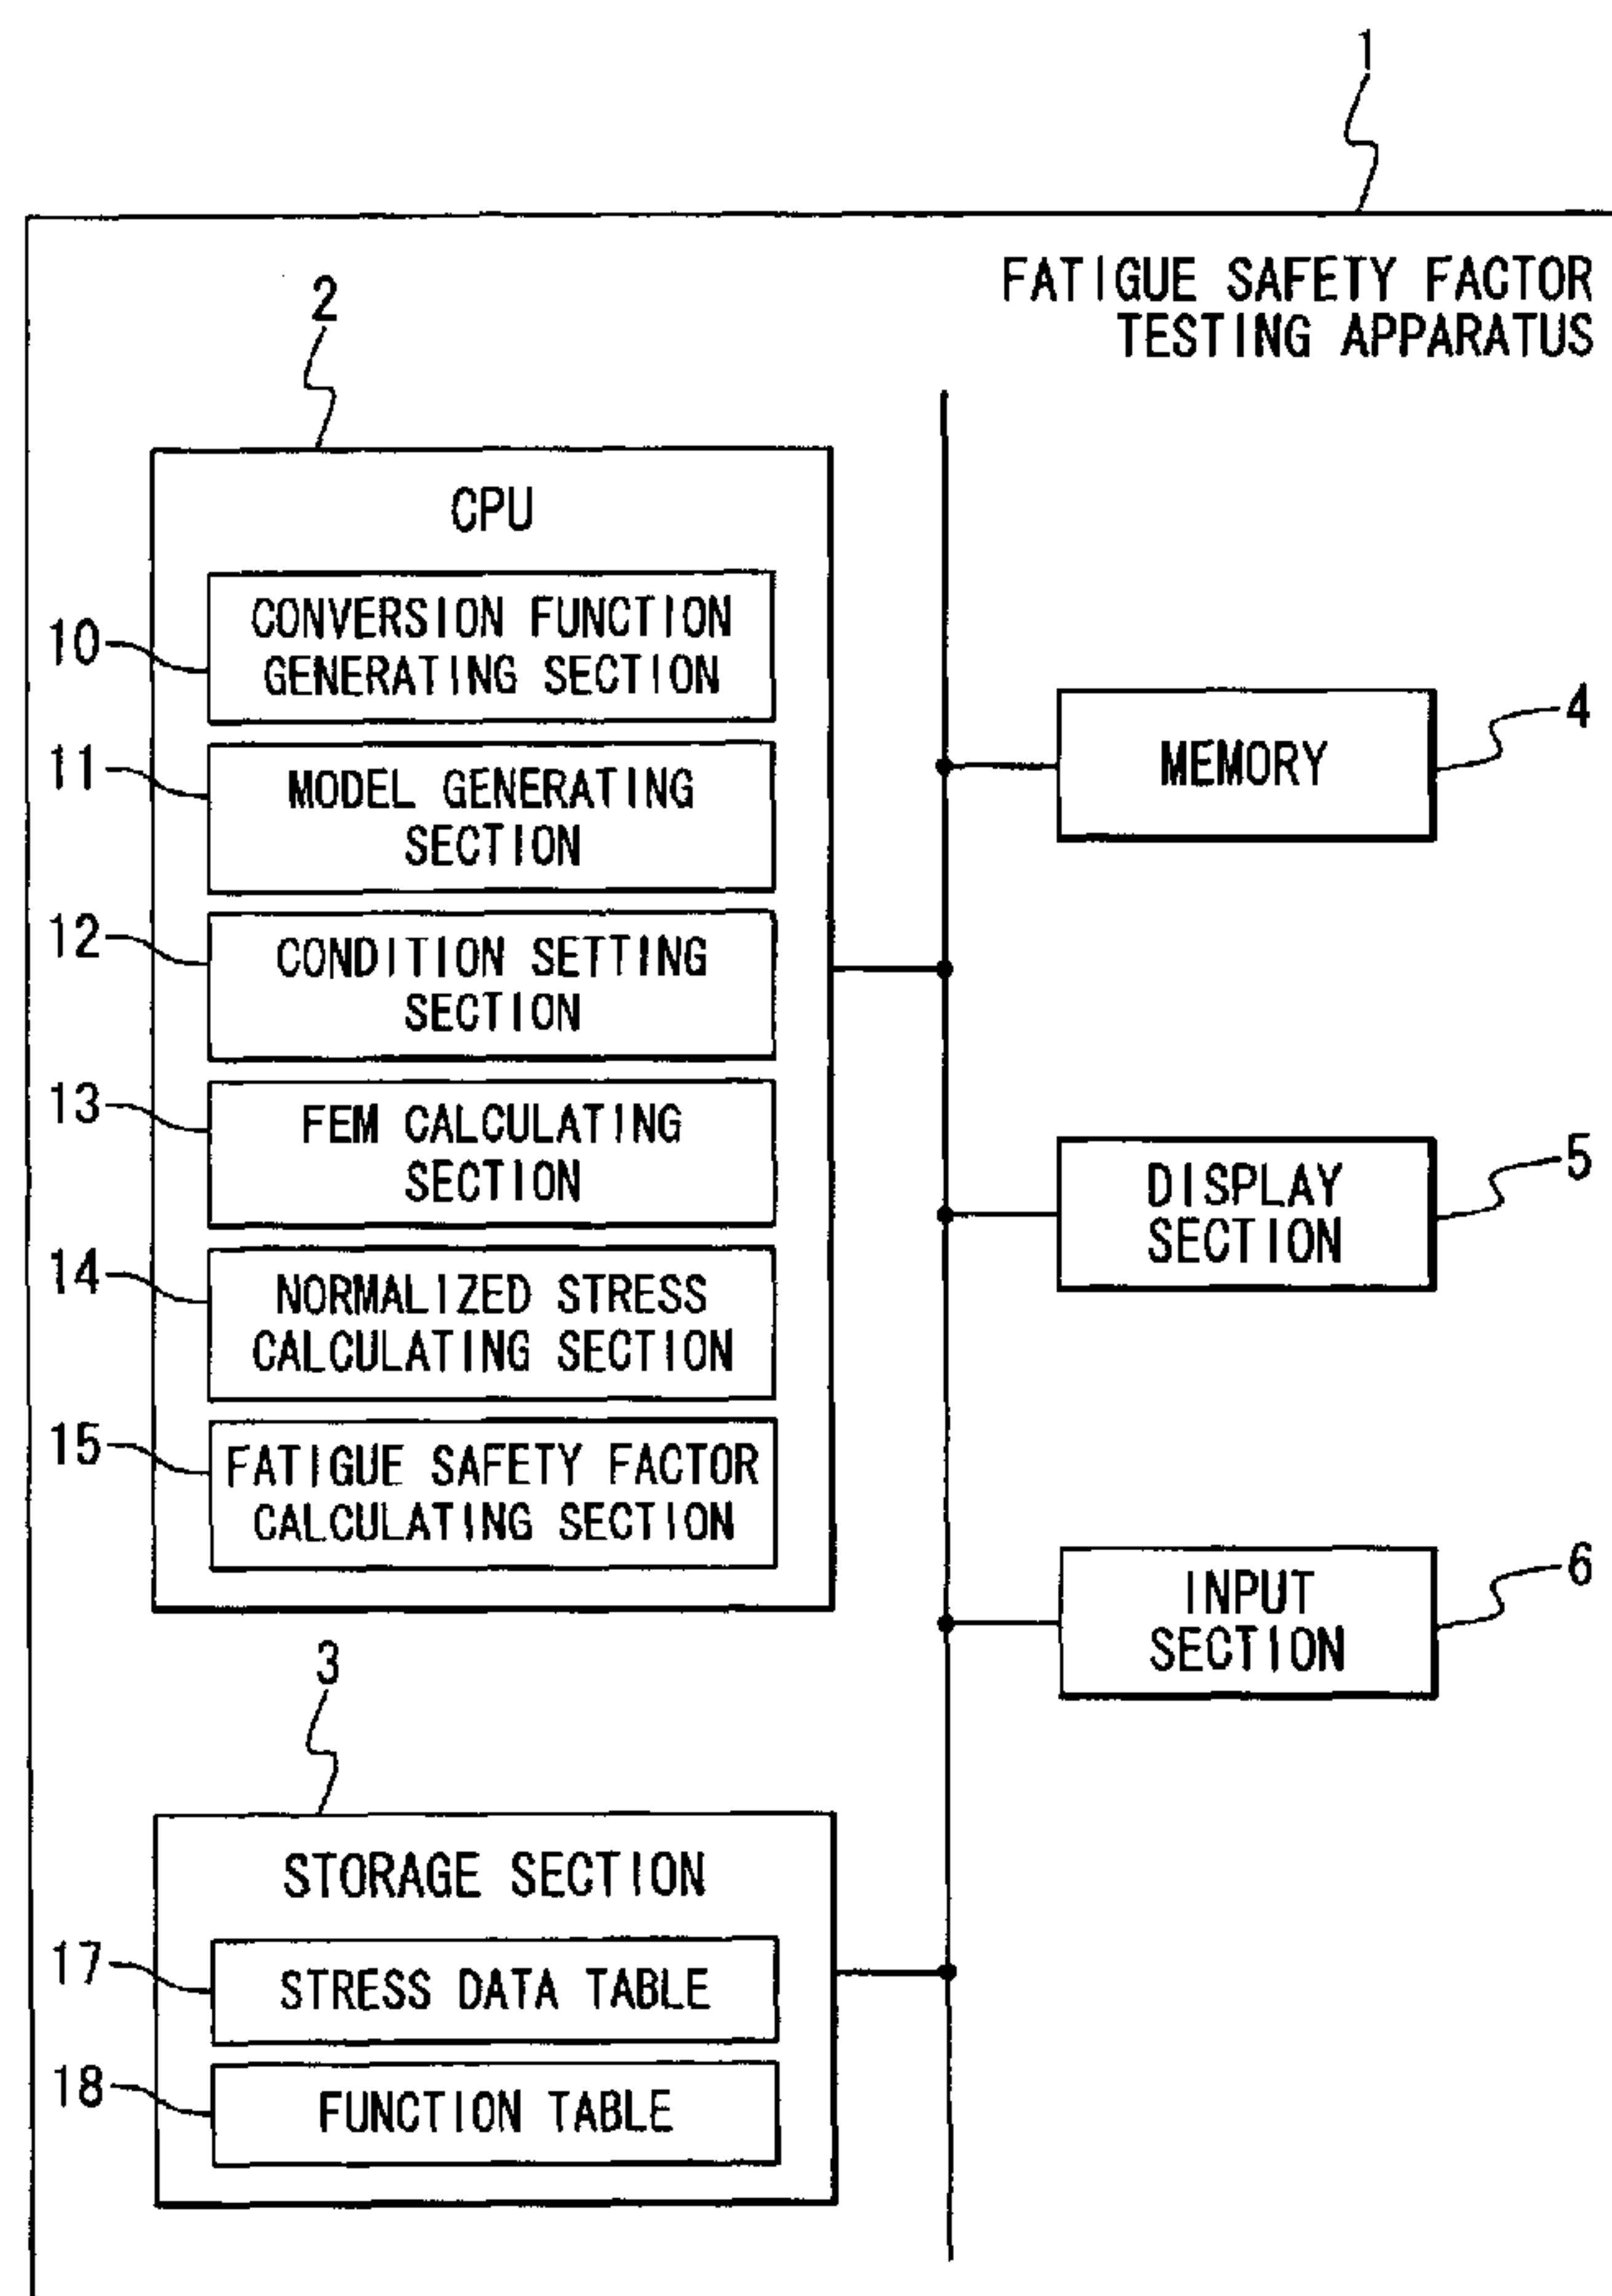 1
FATIGUE SAFETY FACTOR
TESTING APPARATUS
2
CPU
10
CONVERSION FUNCTION
GENERATING SECTION
11
MODEL GENERATING
SECTION
12
CONDITION SETTING
SECTION
13
FEM CALCULATING
SECTION
14
NORMALIZED STRESS
CALCULATING SECTION
15
FATIGUE SAFETY FACTOR
CALCULATING SECTION
3
STORAGE SECTION
17
STRESS DATA TABLE
18
FUNCTION TABLE
4
MEMORY
5
DISPLAY
SECTION
6
INPUT
SECTION